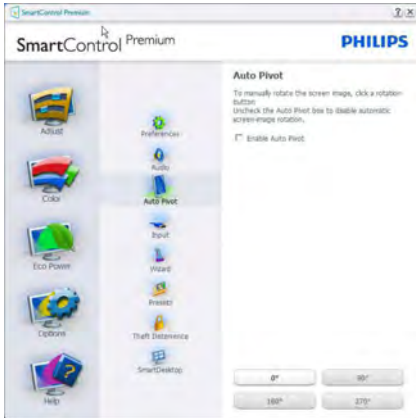 SmartControl Premium
SmartControl Premium
PHILIPS
Adjust
Color
Eco Power
Options
Help
Preferences
Audio
Auto Pivot
Input
Wizard
Presets
Theft Deterrence
SmartDesktop
Auto Pivot
To manually rotate the screen image, click a rotation
button
Uncheck the Auto Pivot box to disable automatic
screen-image rotation.
Enable Auto Pivot
0°
90°
180°
270°